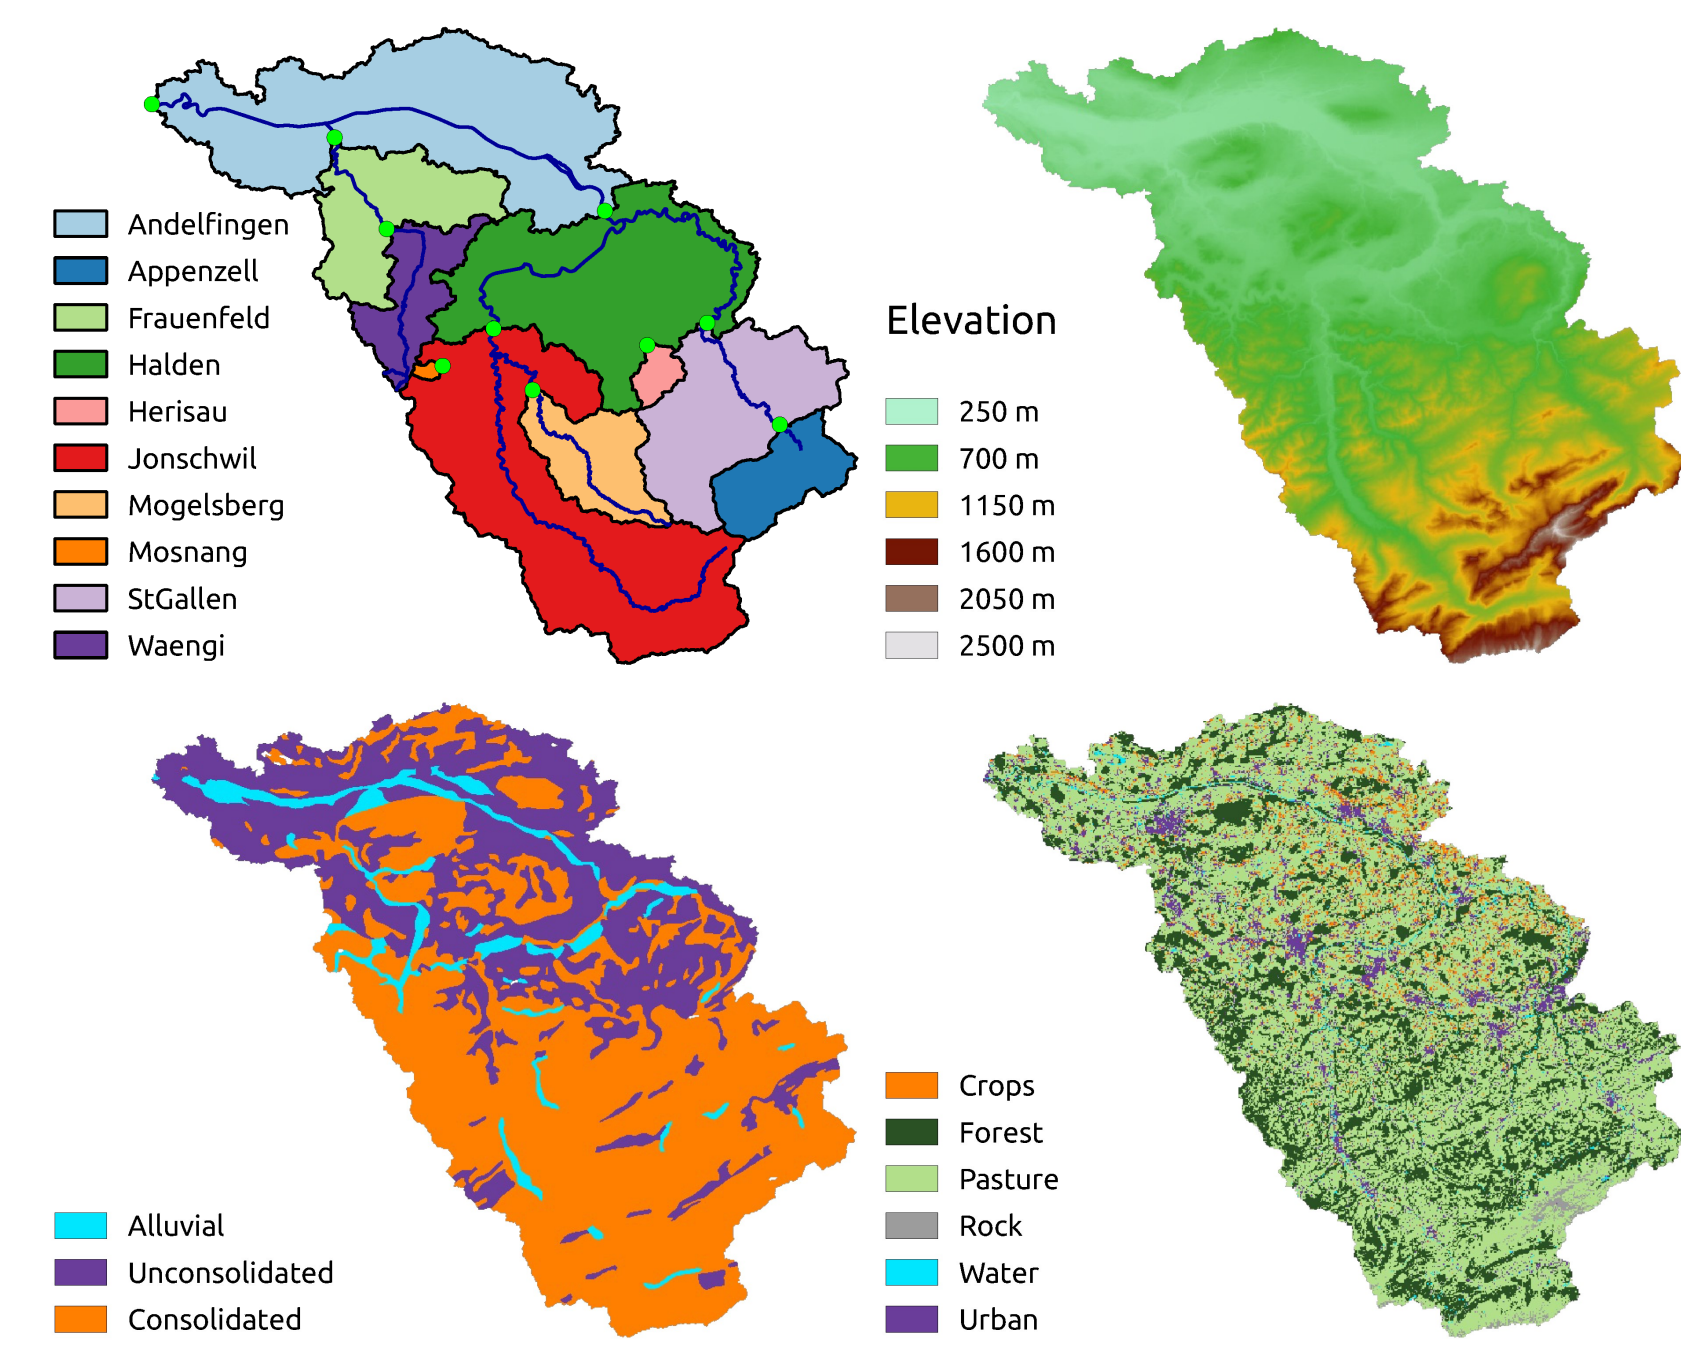 Andelfingen
Appenzell
Frauenfeld
Halden
Herisau
Jonschwil
Mogelsberg
Mosnang
StGallen
Waengi
Elevation
250 m
700 m
1150 m
1600 m
2050 m
2500 m
Alluvial
Unconsolidated
Consolidated
Crops
Forest
Pasture
Rock
Water
Urban